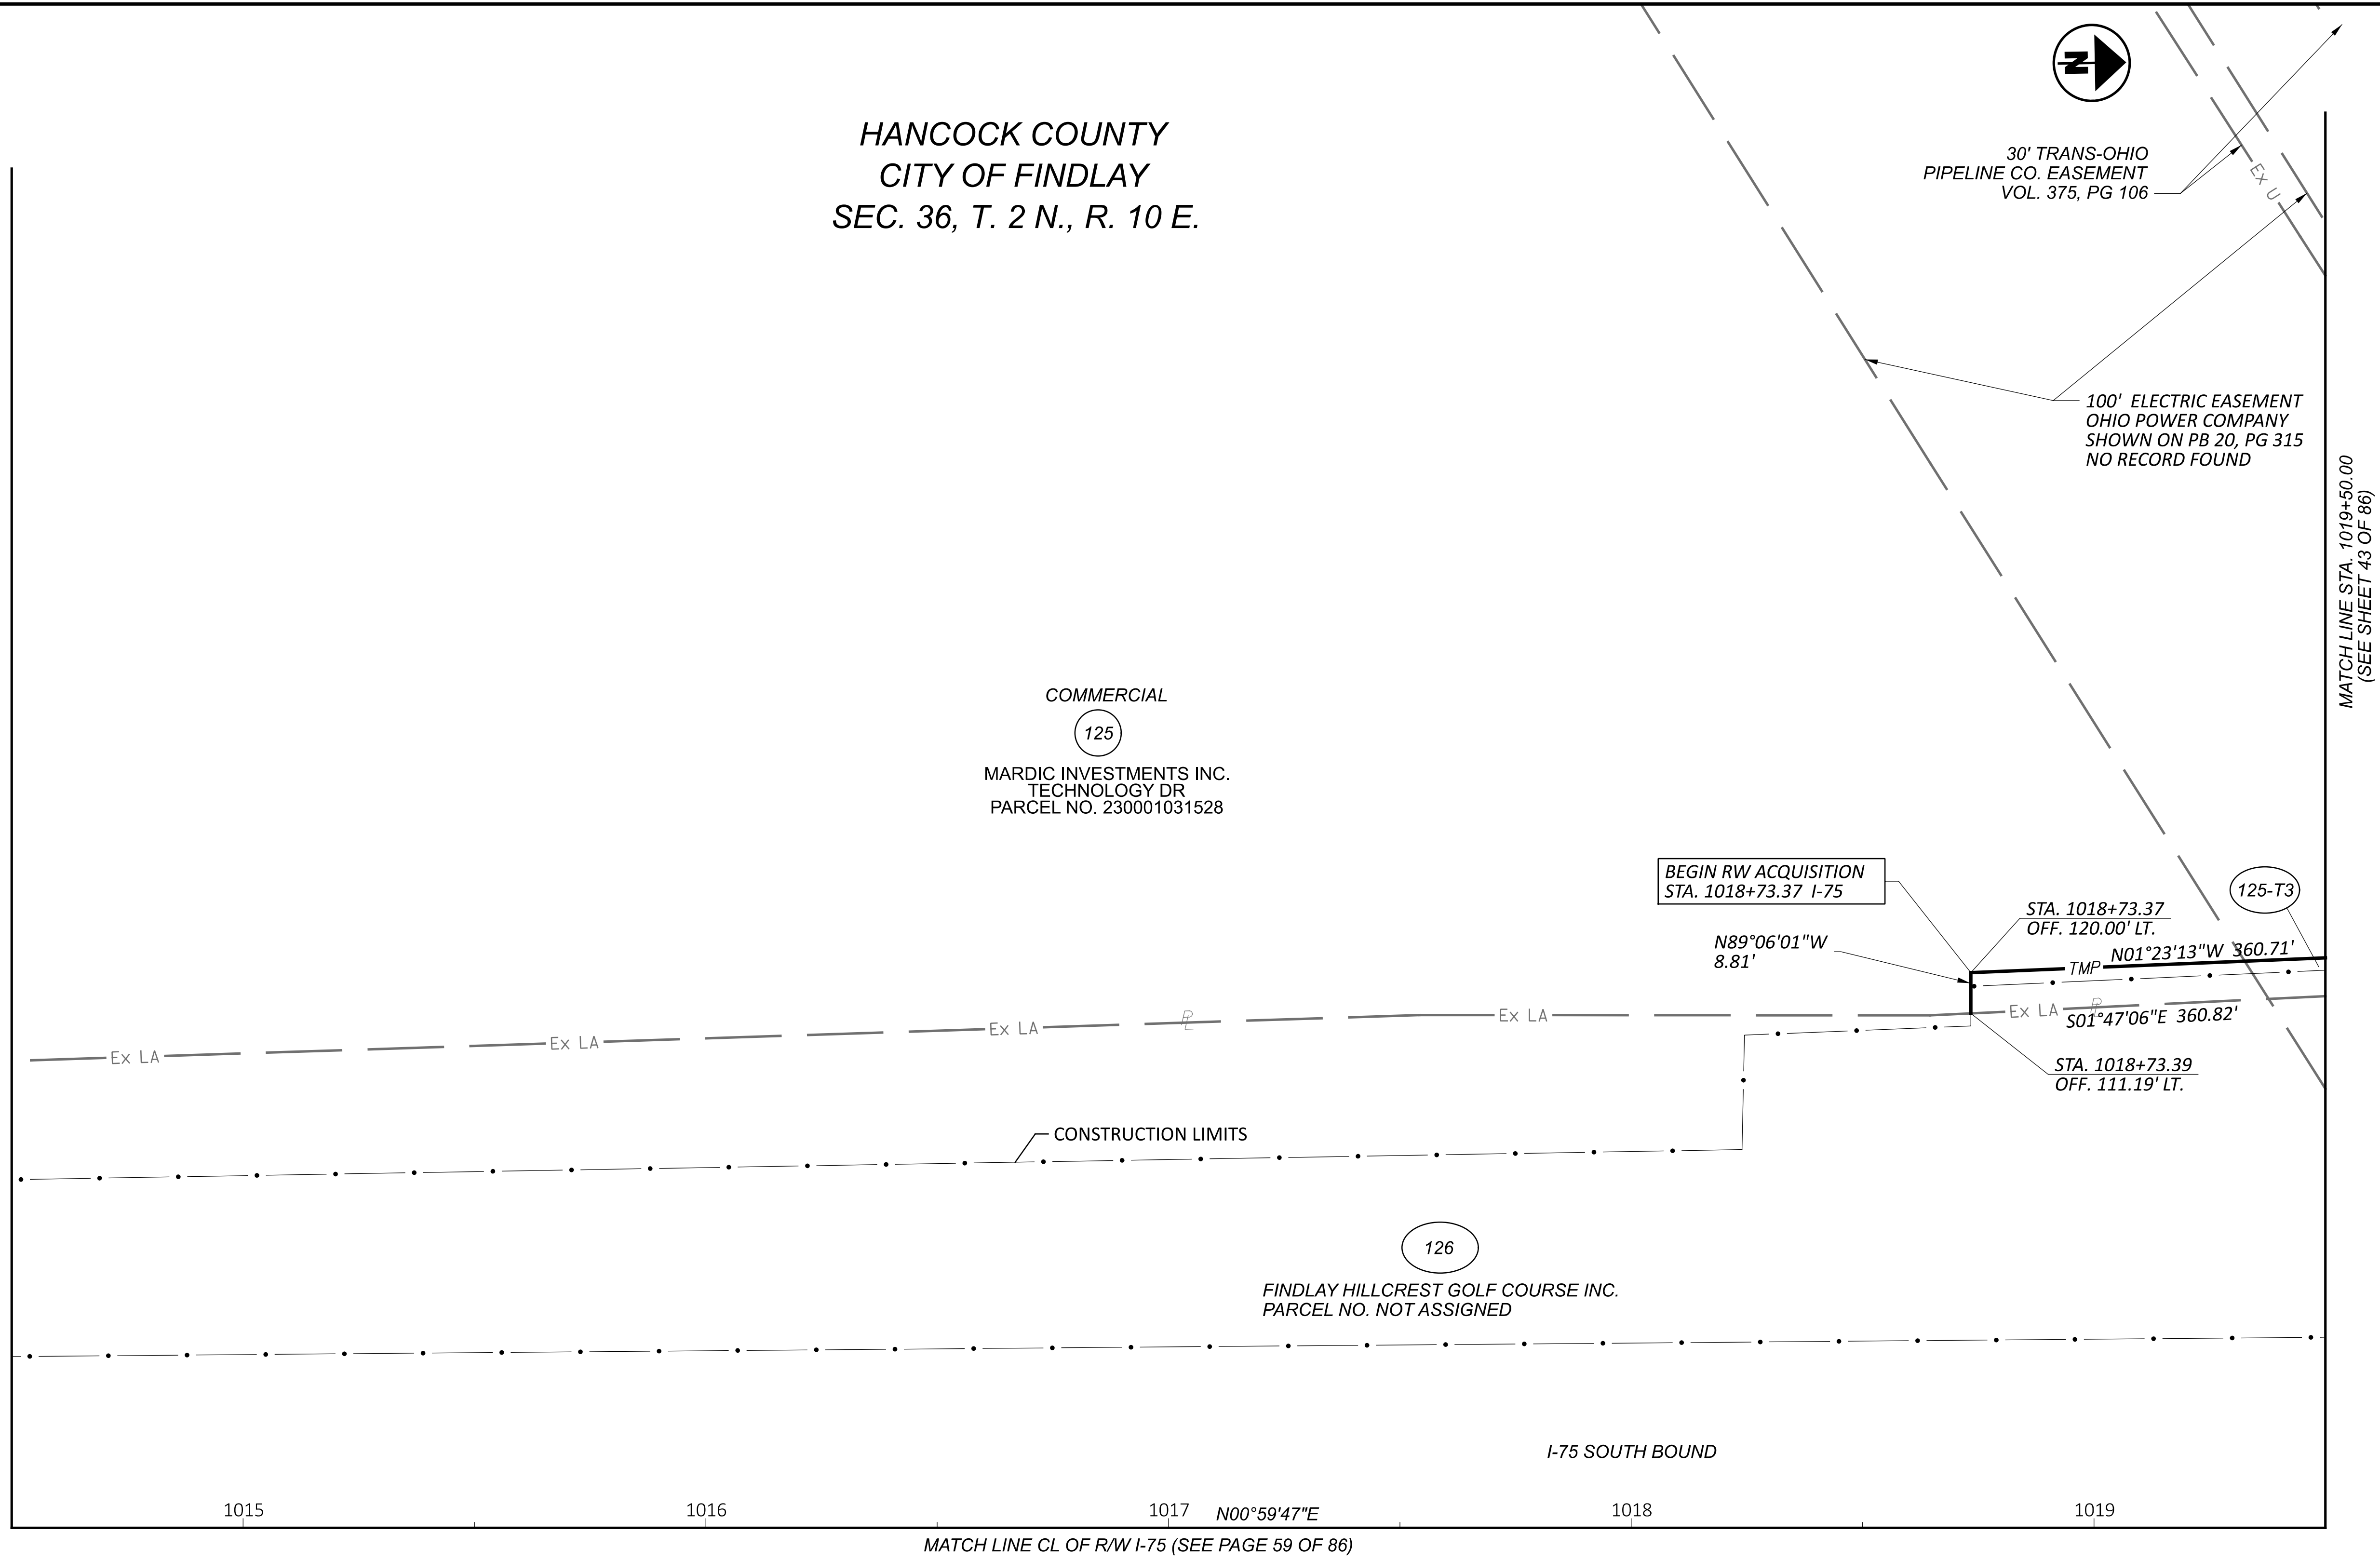 HANCOCK COUNTY
CITY OF FINDLAY
SEC. 36, T. 2 N., R. 10 E.
N
30' TRANS-OHIO
PIPELINE CO. EASEMENT
VOL. 375, PG 106
Ex U
100' ELECTRIC EASEMENT
OHIO POWER COMPANY
SHOWN ON PB 20, PG 315
NO RECORD FOUND
MATCH LINE STA. 1019+50.00
(SEE SHEET 43 OF 86)
COMMERCIAL
125
MARDIC INVESTMENTS INC.
TECHNOLOGY DR
PARCEL NO. 230001031528
BEGIN RW ACQUISITION
STA. 1018+73.37 I-75
N89°06'01"W
8.81'
STA. 1018+73.37
OFF. 120.00' LT.
125-T3
TMP
N01°23'13"W 360.71'
Ex LA
Ex LA
Ex LA
PL
Ex LA
Ex LA
PL
S01°47'06"E 360.82'
STA. 1018+73.39
OFF. 111.19' LT.
CONSTRUCTION LIMITS
126
FINDLAY HILLCREST GOLF COURSE INC.
PARCEL NO. NOT ASSIGNED
I-75 SOUTH BOUND
1015 1016 1017 N00°59'47"E 1018 1019
MATCH LINE CL OF R/W I-75 (SEE PAGE 59 OF 86)